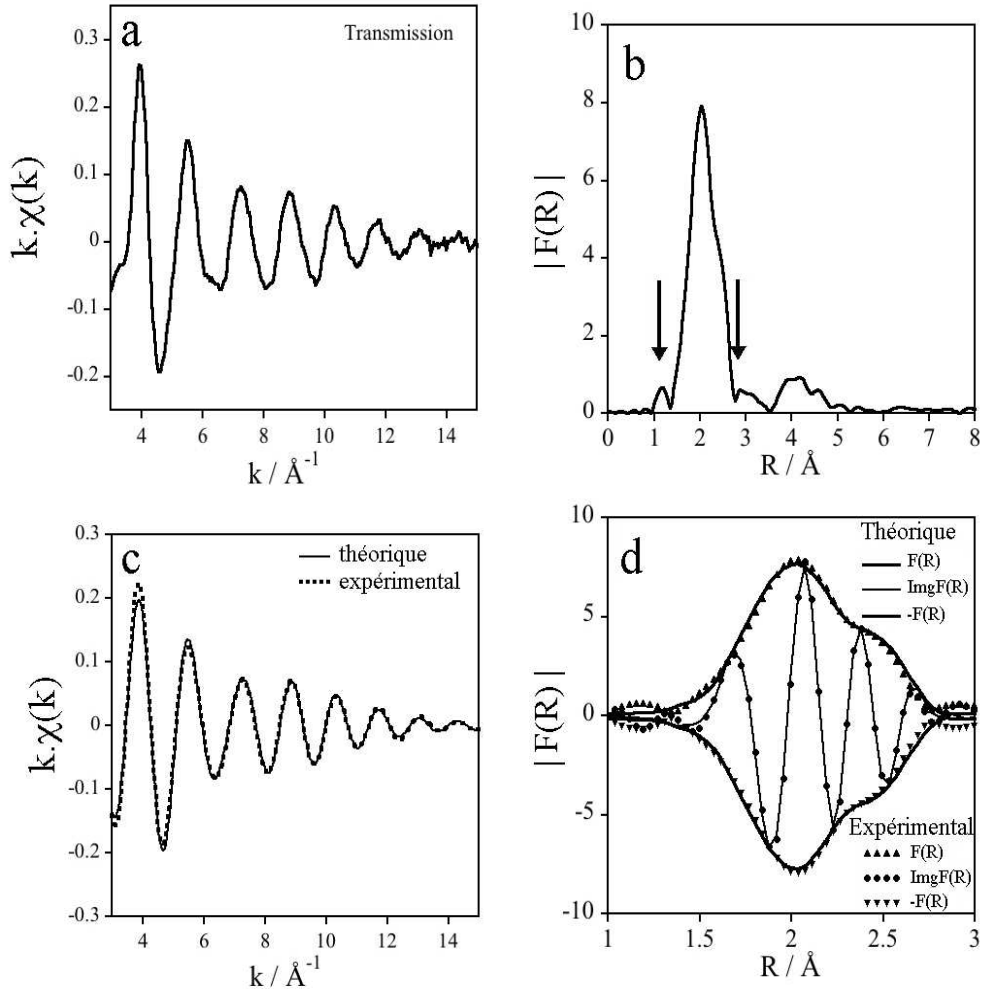 a
Transmission
0.3
0.2
0.1
0
-0.1
-0.2
k.χ(k)
4 6 8 10 12 14
k / Å-1
b
10
8
6
4
2
0
|F(R)|
0 1 2 3 4 5 6 7 8
R / Å
c
théorique
expérimental
0.3
0.2
0.1
0
-0.1
-0.2
-0.3
k.χ(k)
4 6 8 10 12 14
k / Å-1
d
Théorique
F(R)
ImgF(R)
-F(R)
10
5
0
-5
-10
|F(R)|
Expérimental
F(R)
ImgF(R)
-F(R)
1 1.5 2 2.5 3
R / Å